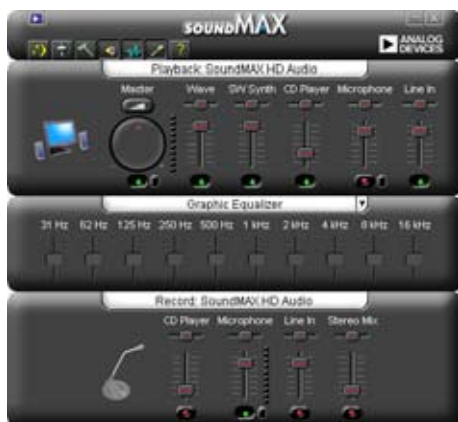 SOUNDMAX
ANALOG
DEVICES
Playback: SoundMAX HD Audio
Master Wave SW Synth CD Player Microphone Line In
Graphic Equalizer
31 Hz 62 Hz 125 Hz 250 Hz 500 Hz 1 kHz 2 kHz 4 kHz 8 kHz 16 kHz
Record: SoundMAX HD Audio
CD Player Microphone Line In Stereo Mix